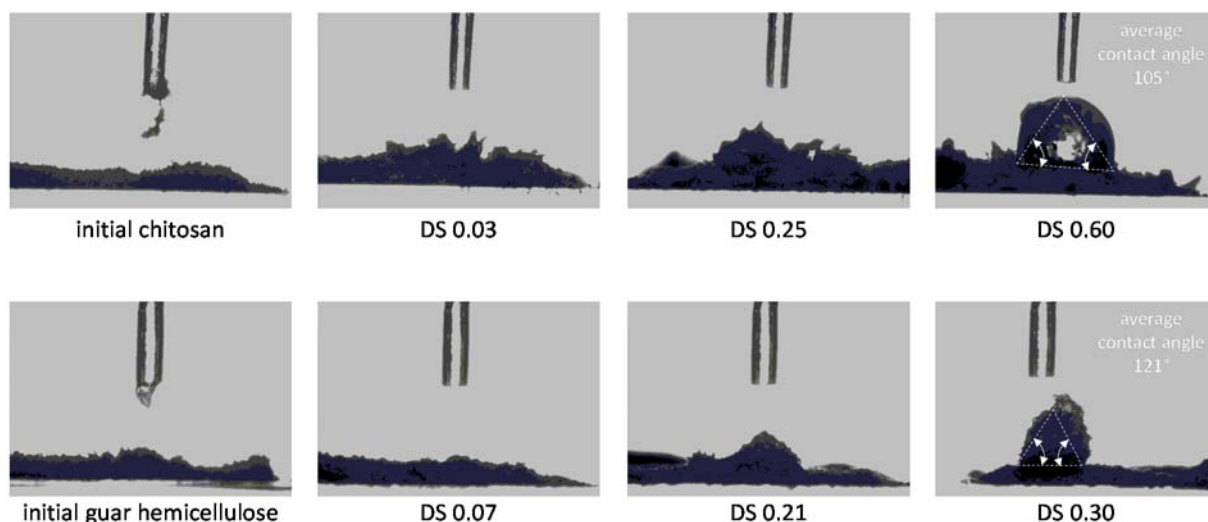 average
contact angle
105°
initial chitosan
DS 0.03
DS 0.25
DS 0.60
average
contact angle
121°
initial guar hemicellulose
DS 0.07
DS 0.21
DS 0.30